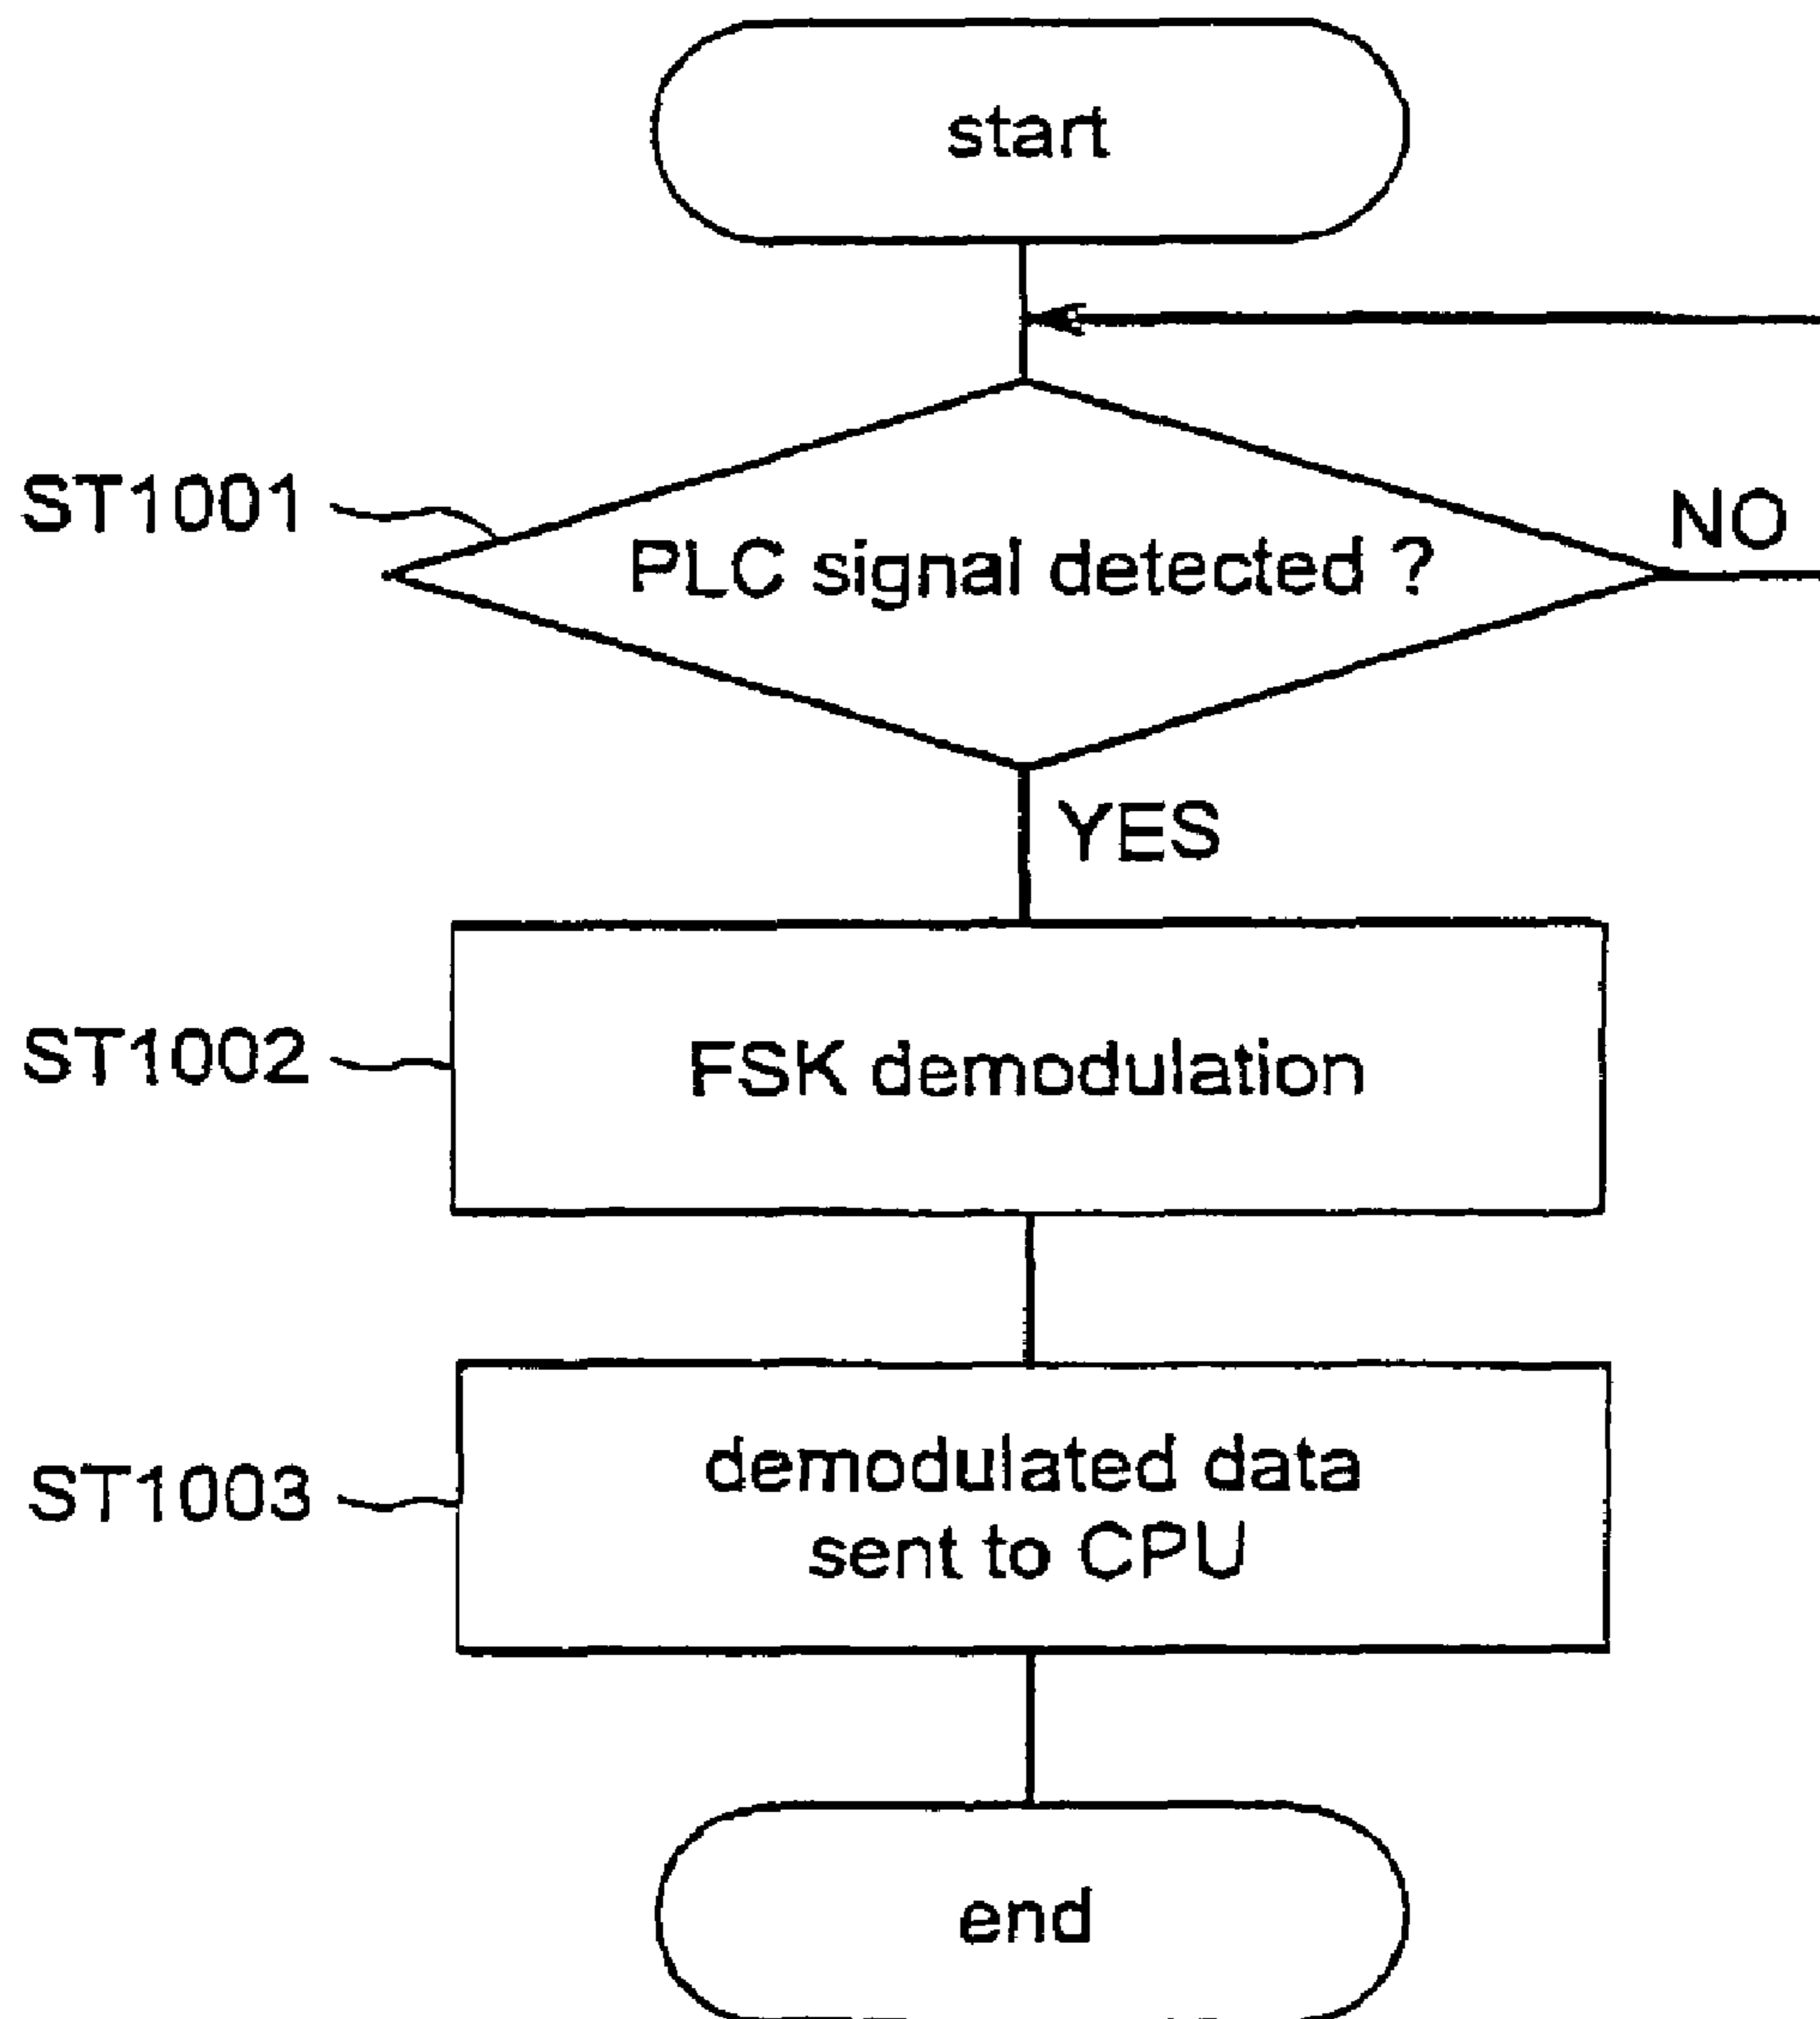 start
ST1001
PLC signal detected ?
NO
YES
ST1002
FSK demodulation
ST1003
demodulated data
sent to CPU
end